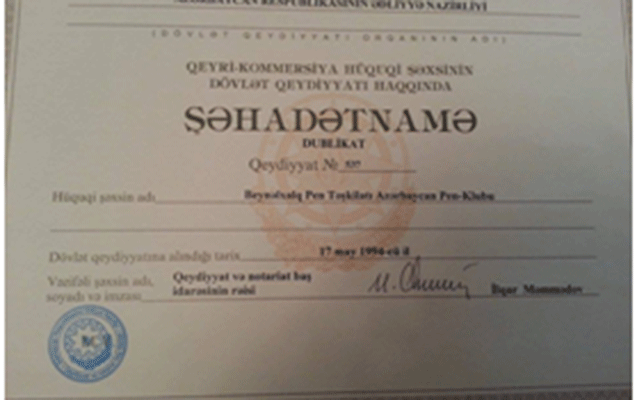 AZƏRBAYCAN RESPUBLİKASININ ƏDLİYYƏ NAZİRLİYİ
(DÖVLƏT QEYDİYYATI ORQANININ ADI)
QEYRİ-KOMMERSİYA HÜQUQİ ŞƏXSİNİN
DÖVLƏT QEYDİYYATI HAQQINDA
ŞƏHADƏTNAMƏ
DUBLİKAT
Qeydiyyat №
Hüquqi şəxsin adı Beynəlxalq Pen Təşkilatı Azərbaycan Pen-Klubu
Dövlət qeydiyyatına alındığı tarix 17 may 1994-cü il
Vəzifəli şəxsin adı, Qeydiyyat və notariat baş
soyadı və imzası idarəsinin rəisi İlqar Məmmədov